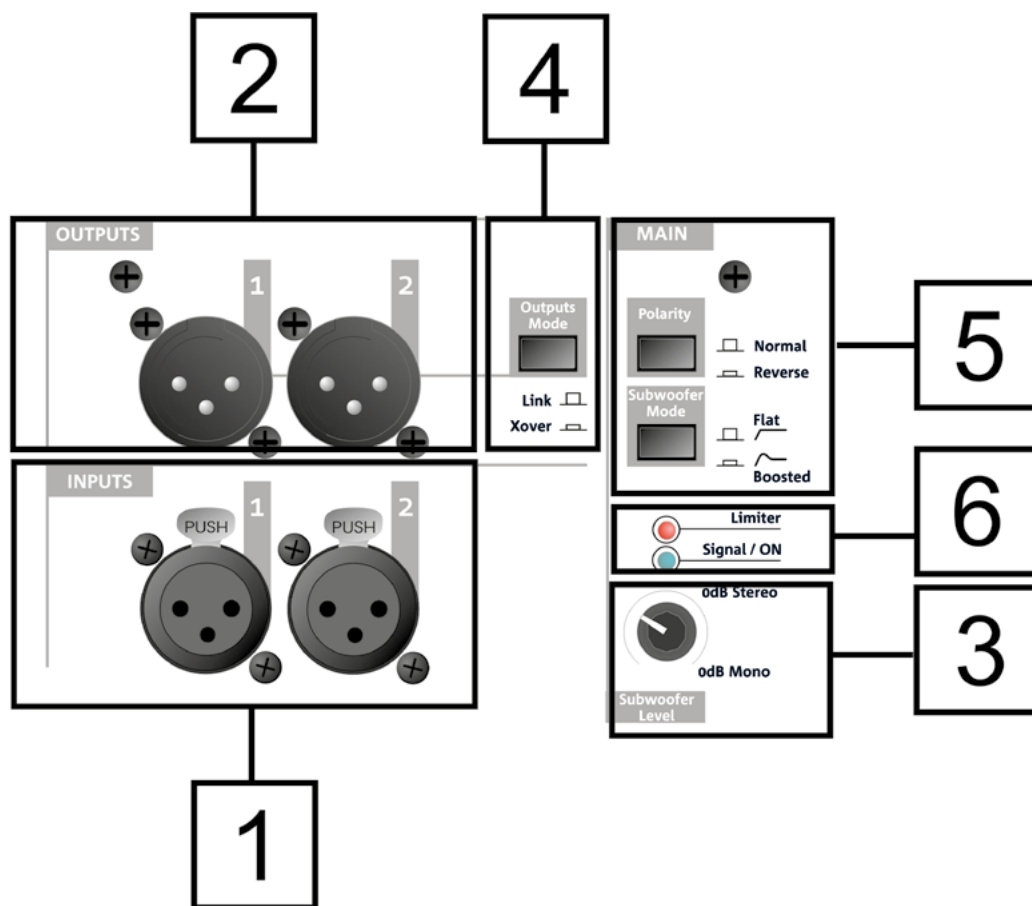 2
4
OUTPUTS
1
2
Outputs
Mode
Link
Xover
MAIN
Polarity
Normal
Reverse
Subwoofer
Mode
Flat
Boosted
5
INPUTS
PUSH
1
PUSH
2
Limiter
Signal / ON
6
0dB Stereo
0dB Mono
Subwoofer
Level
3
1